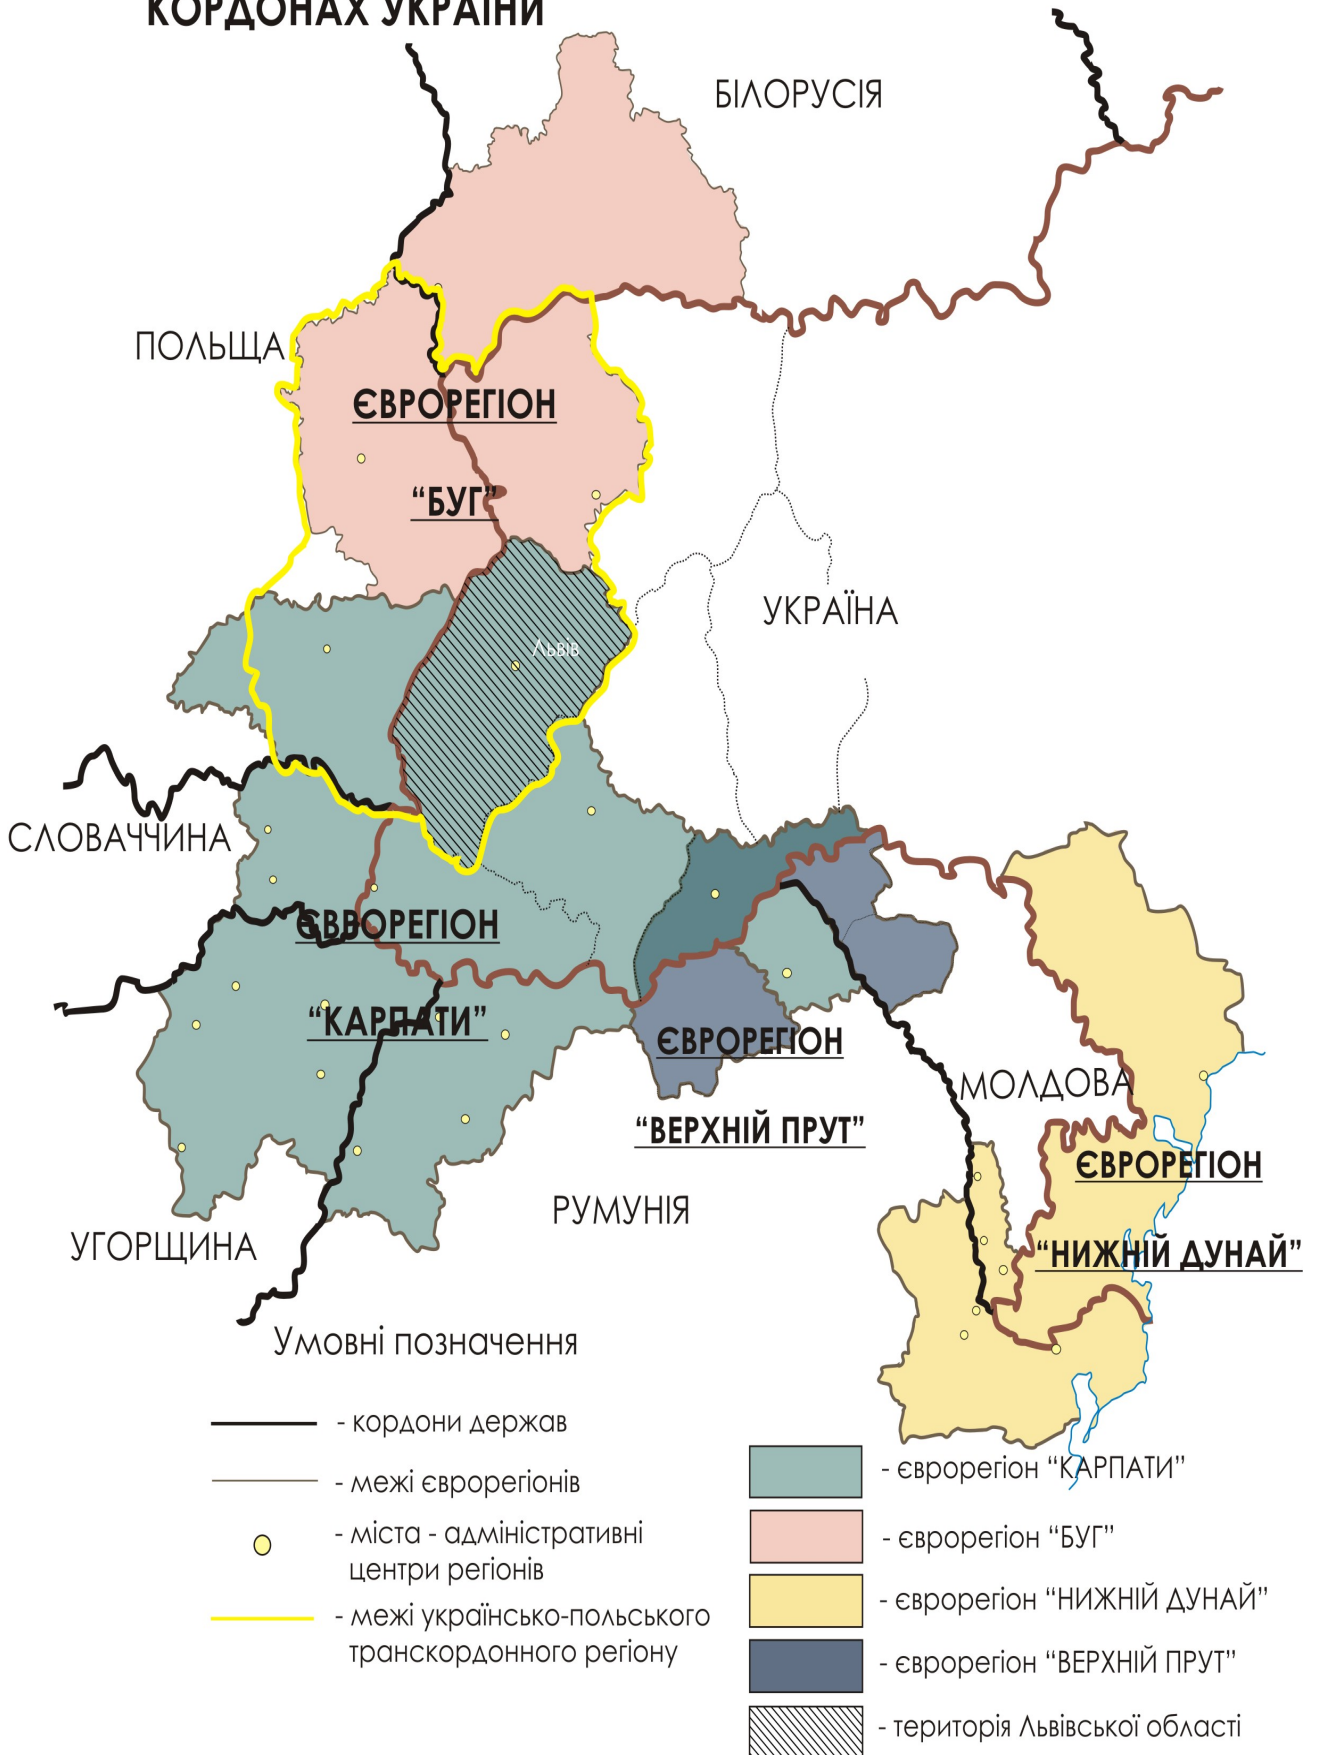 КОРДОНАХ УКРАЇНИ
БІЛОРУСІЯ
ПОЛЬЩА
ЄВРОРЕГІОН
“БУГ”
УКРАЇНА
Львів
СЛОВАЧЧИНА
ЄВРОРЕГІОН
“КАРПАТИ”
ЄВРОРЕГІОН
“ВЕРХНІЙ ПРУТ”
МОЛДОВА
ЄВРОРЕГІОН
“НИЖНІЙ ДУНАЙ”
РУМУНІЯ
УГОРЩИНА
Умовні позначення
- кордони держав
- межі єврорегіонів
- міста - адміністративні
центри регіонів
- межі українсько-польського
транскордонного регіону
- єврорегіон “КАРПАТИ”
- єврорегіон “БУГ”
- єврорегіон “НИЖНІЙ ДУНАЙ”
- єврорегіон “ВЕРХНІЙ ПРУТ”
- територія Львівської області